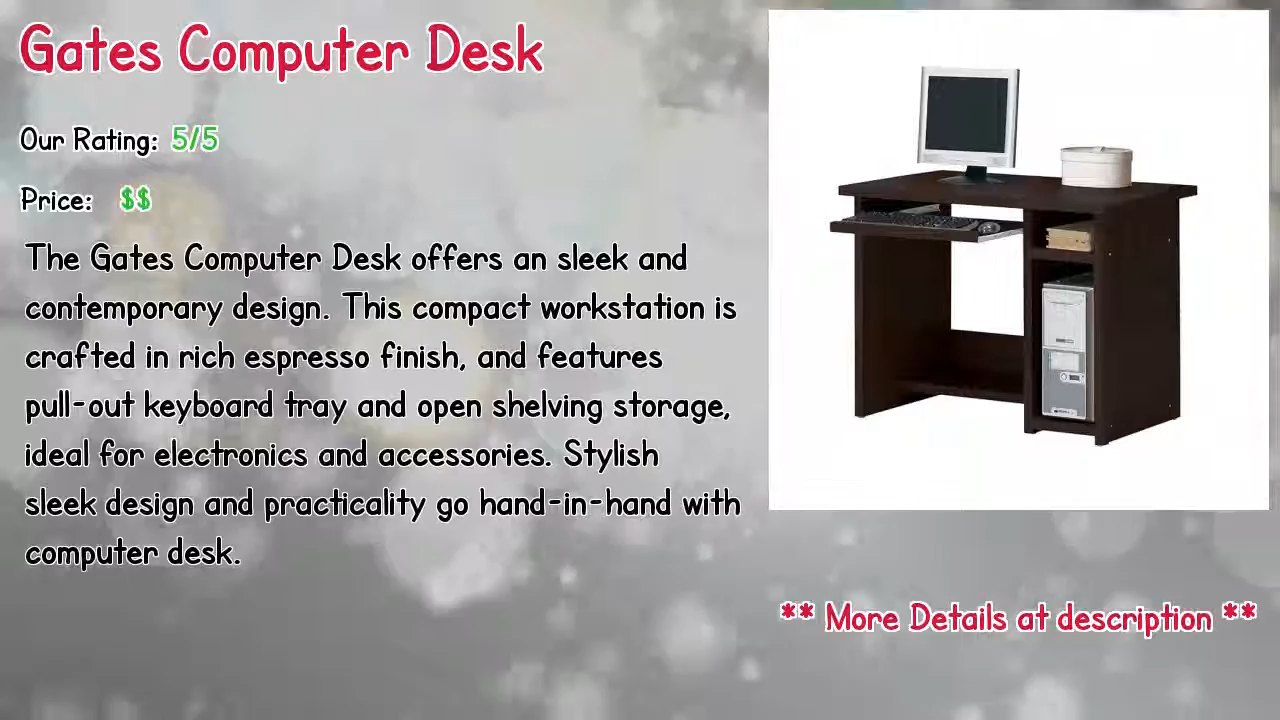 Gates Computer Desk
Our Rating: 5/5
Price: $$
The Gates Computer Desk offers an sleek and
contemporary design. This compact workstation is
crafted in rich espresso finish, and features
pull-out keyboard tray and open shelving storage,
ideal for electronics and accessories. Stylish
sleek design and practicality go hand-in-hand with
computer desk.
** More Details at description **